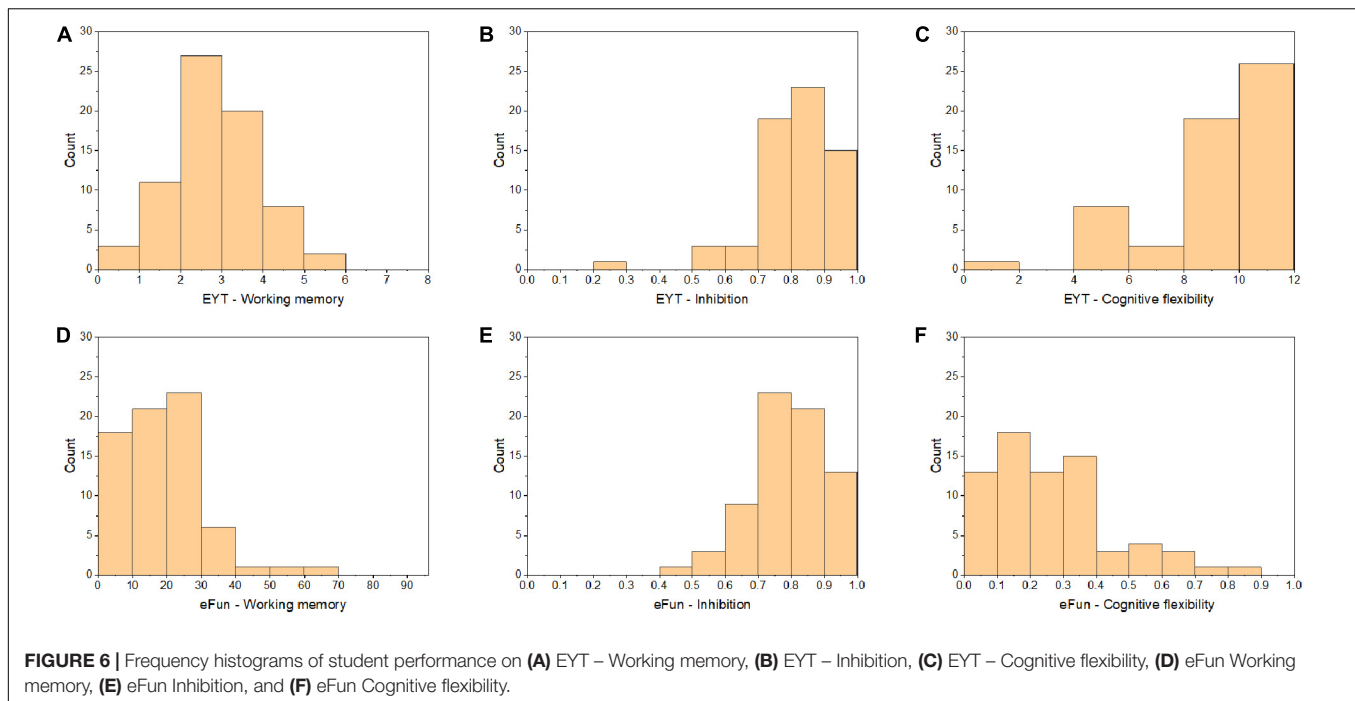 A
B
C
30
25
20
15
10
5
0
Count
0 1 2 3 4 5 6 7 8
EYT - Working memory
30
25
20
15
10
5
0
Count
0.0 0.1 0.2 0.3 0.4 0.5 0.6 0.7 0.8 0.9 1.0
EYT - Inhibition
30
25
20
15
10
5
0
Count
0 2 4 6 8 10 12
EYT - Cognitive flexibility
D
E
F
30
25
20
15
10
5
0
Count
0 10 20 30 40 50 60 70 80 90
eFun - Working memory
30
25
20
15
10
5
0
Count
0.0 0.1 0.2 0.3 0.4 0.5 0.6 0.7 0.8 0.9 1.0
eFun - Inhibition
30
25
20
15
10
5
0
Count
0.0 0.1 0.2 0.3 0.4 0.5 0.6 0.7 0.8 0.9 1.0
eFun - Cognitive flexibility
FIGURE 6 | Frequency histograms of student performance on (A) EYT – Working memory, (B) EYT – Inhibition, (C) EYT – Cognitive flexibility, (D) eFun Working
memory, (E) eFun Inhibition, and (F) eFun Cognitive flexibility.